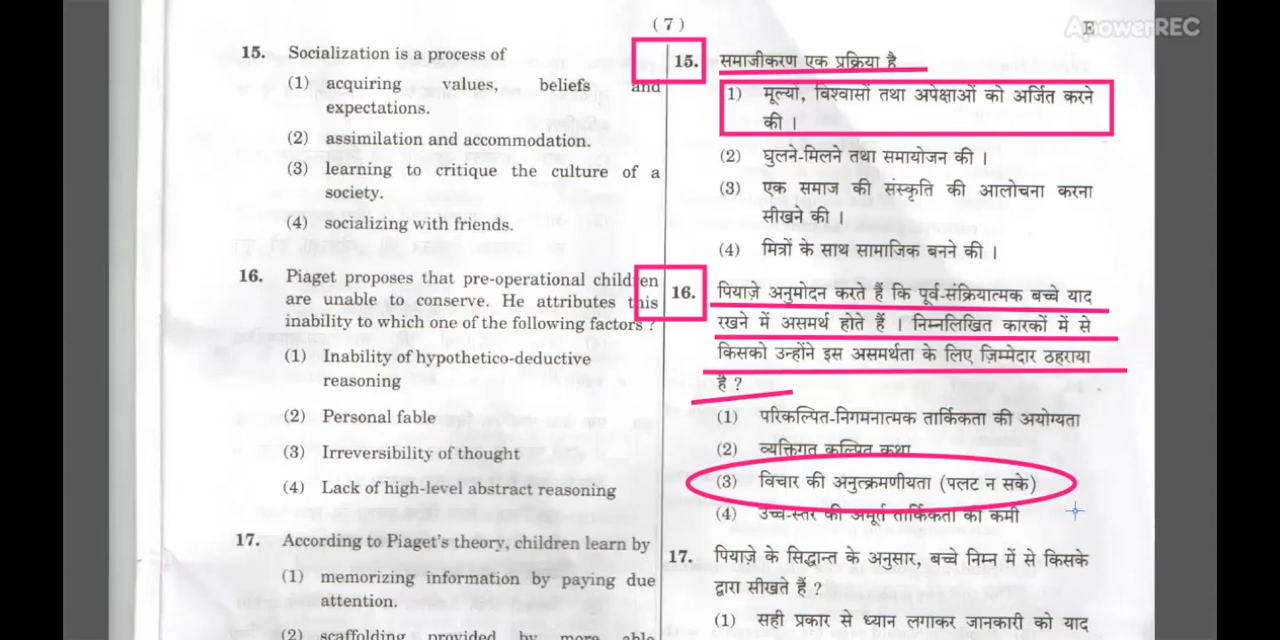 ( 7 )
E
ApowerREC
15. Socialization is a process of
(1) acquiring values, beliefs and
expectations.
(2) assimilation and accommodation.
(3) learning to critique the culture of a
society.
(4) socializing with friends.
16. Piaget proposes that pre-operational children
are unable to conserve. He attributes this
inability to which one of the following factors ?
(1) Inability of hypothetico-deductive
reasoning
(2) Personal fable
(3) Irreversibility of thought
(4) Lack of high-level abstract reasoning
17. According to Piaget's theory, children learn by
(1) memorizing information by paying due
attention.
(2) scaffolding provided by more able
15. समाजीकरण एक प्रक्रिया है
(1) मूल्यों, विश्वासों तथा अपेक्षाओं को अर्जित करने
की ।
(2) घुलने-मिलने तथा समायोजन की ।
(3) एक समाज की संस्कृति की आलोचना करना
सीखने की ।
(4) मित्रों के साथ सामाजिक बनने की ।
16. पियाज़े अनुमोदन करते हैं कि पूर्व-संक्रियात्मक बच्चे याद
रखने में असमर्थ होते हैं । निम्नलिखित कारकों में से
किसको उन्होंने इस असमर्थता के लिए ज़िम्मेदार ठहराया
है ?
(1) परिकल्पित-निगमनात्मक तार्किकता की अयोग्यता
(2) व्यक्तिगत कल्पित कथा
(3) विचार की अनुत्क्रमणीयता (पलट न सके)
(4) उच्च-स्तर की अमूर्त तार्किकता की कमी
17. पियाज़े के सिद्धान्त के अनुसार, बच्चे निम्न में से किसके
द्वारा सीखते हैं ?
(1) सही प्रकार से ध्यान लगाकर जानकारी को याद